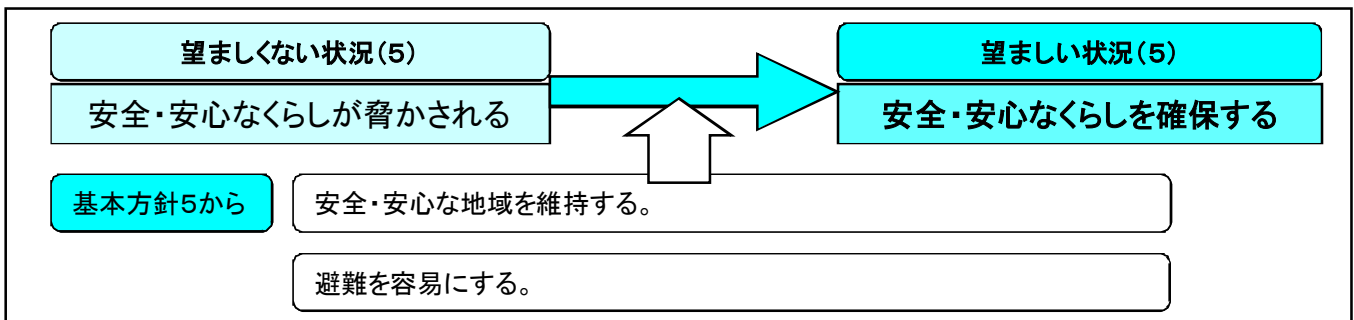 望ましくない状況(5)
望ましい状況(5)
安全・安心なくらしが脅かされる
安全・安心なくらしを確保する
基本方針5から
安全・安心な地域を維持する。
避難を容易にする。